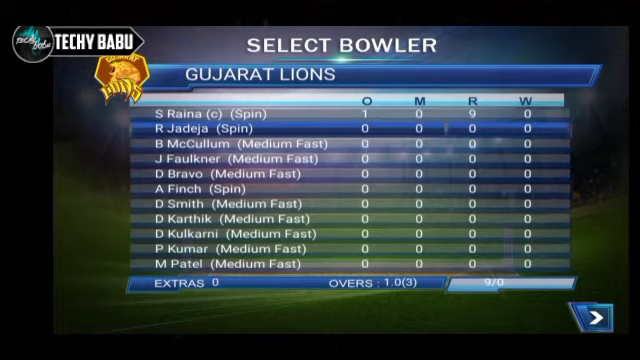 techy babu
TECHY BABU
SELECT BOWLER
GUJARAT LIONS
GUJARAT LIONS
O M R W
S Raina (c) (Spin) 1 0 9 0
R Jadeja (Spin) 0 0 0 0
B McCullum (Medium Fast) 0 0 0 0
J Faulkner (Medium Fast) 0 0 0 0
D Bravo (Medium Fast) 0 0 0 0
A Finch (Spin) 0 0 0 0
D Smith (Medium Fast) 0 0 0 0
D Karthik (Medium Fast) 0 0 0 0
D Kulkarni (Medium Fast) 0 0 0 0
P Kumar (Medium Fast) 0 0 0 0
M Patel (Medium Fast) 0 0 0 0
EXTRAS 0 OVERS : 1.0(3) 9/0